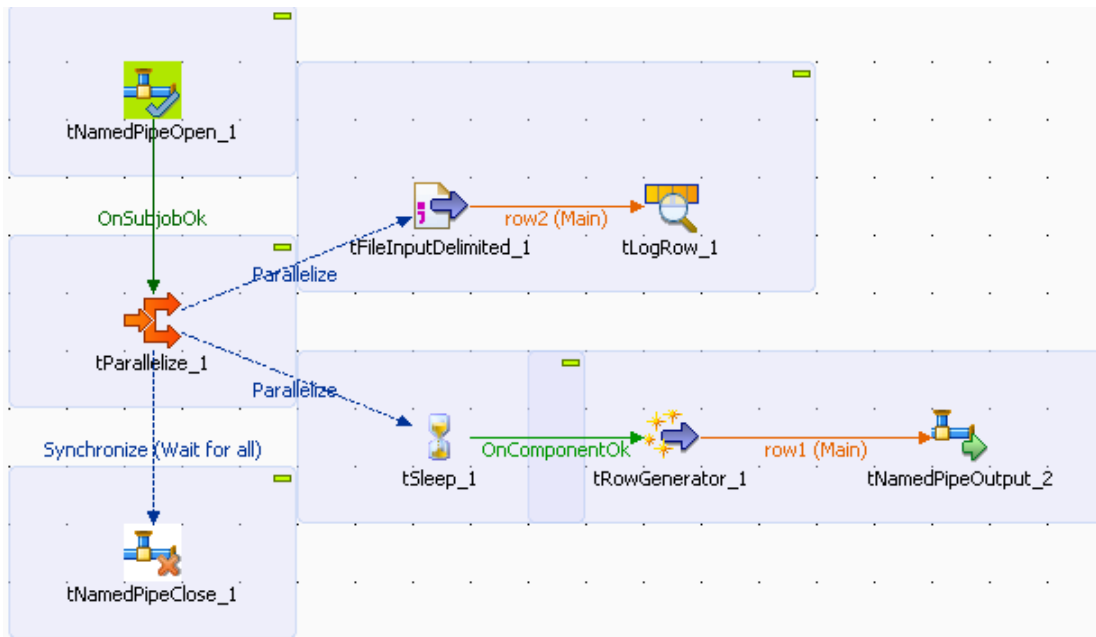 tNamedPipeOpen_1
OnSubjobOk
row2 (Main)
tFileInputDelimited_1
tLogRow_1
Parallelize
tParallelize_1
Parallelize
Synchronize (Wait for all)
OnComponentOk
row1 (Main)
tSleep_1
tRowGenerator_1
tNamedPipeOutput_2
tNamedPipeClose_1